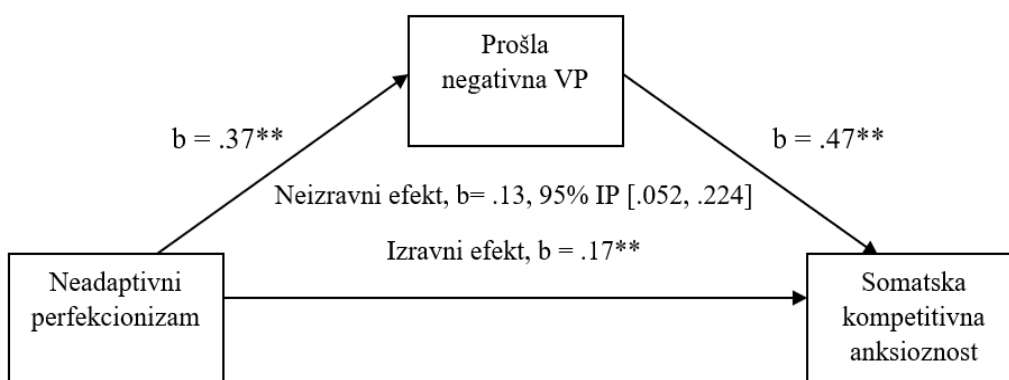 Prošla
negativna VP
b = .37**
b = .47**
Neizravni efekt, b= .13, 95% IP [.052, .224]
Izravni efekt, b = .17**
Neadaptivni
perfekcionizam
Somatska
kompetitivna
anksioznost